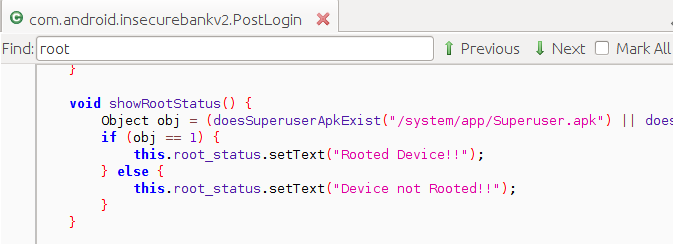 com.android.insecurebankv2.PostLogin
Find: root Previous Next Mark All
}
void showRootStatus() {
Object obj = (doesSuperuserApkExist("/system/app/Superuser.apk") || does
if (obj == 1) {
this.root_status.setText("Rooted Device!!");
} else {
this.root_status.setText("Device not Rooted!!");
}
}